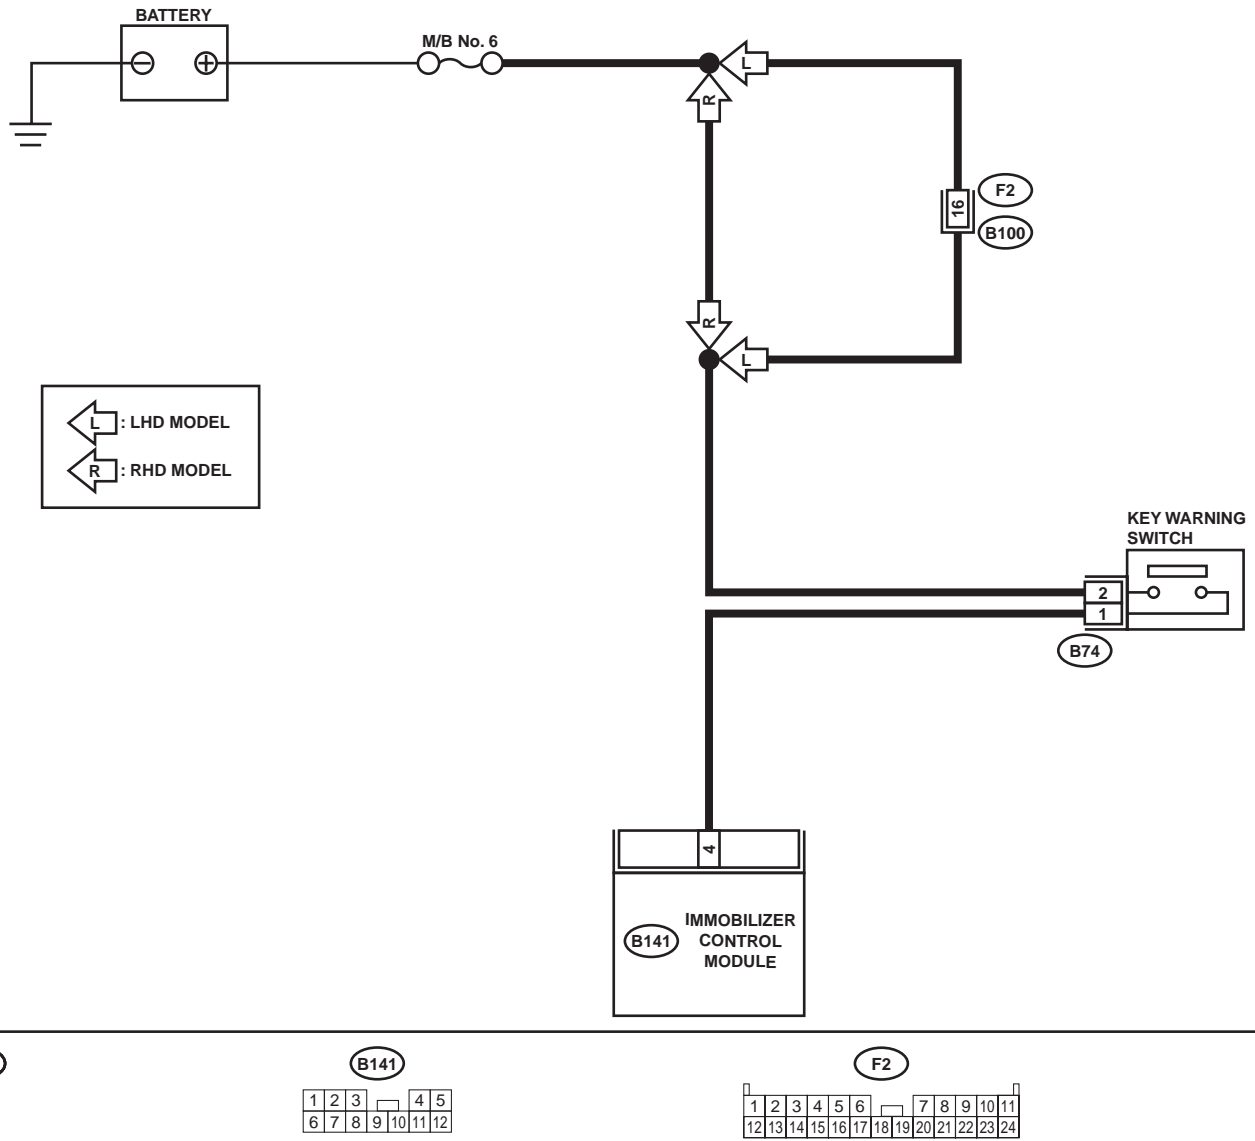 BATTERY
M/B No. 6
L
R
16
F2
B100
R
L
L : LHD MODEL
R : RHD MODEL
KEY WARNING
SWITCH
2
1
B74
4
B141
IMMOBILIZER
CONTROL
MODULE
B141
1 2 3 4 5
6 7 8 9 10 11 12
F2
1 2 3 4 5 6 7 8 9 10 11
12 13 14 15 16 17 18 19 20 21 22 23 24